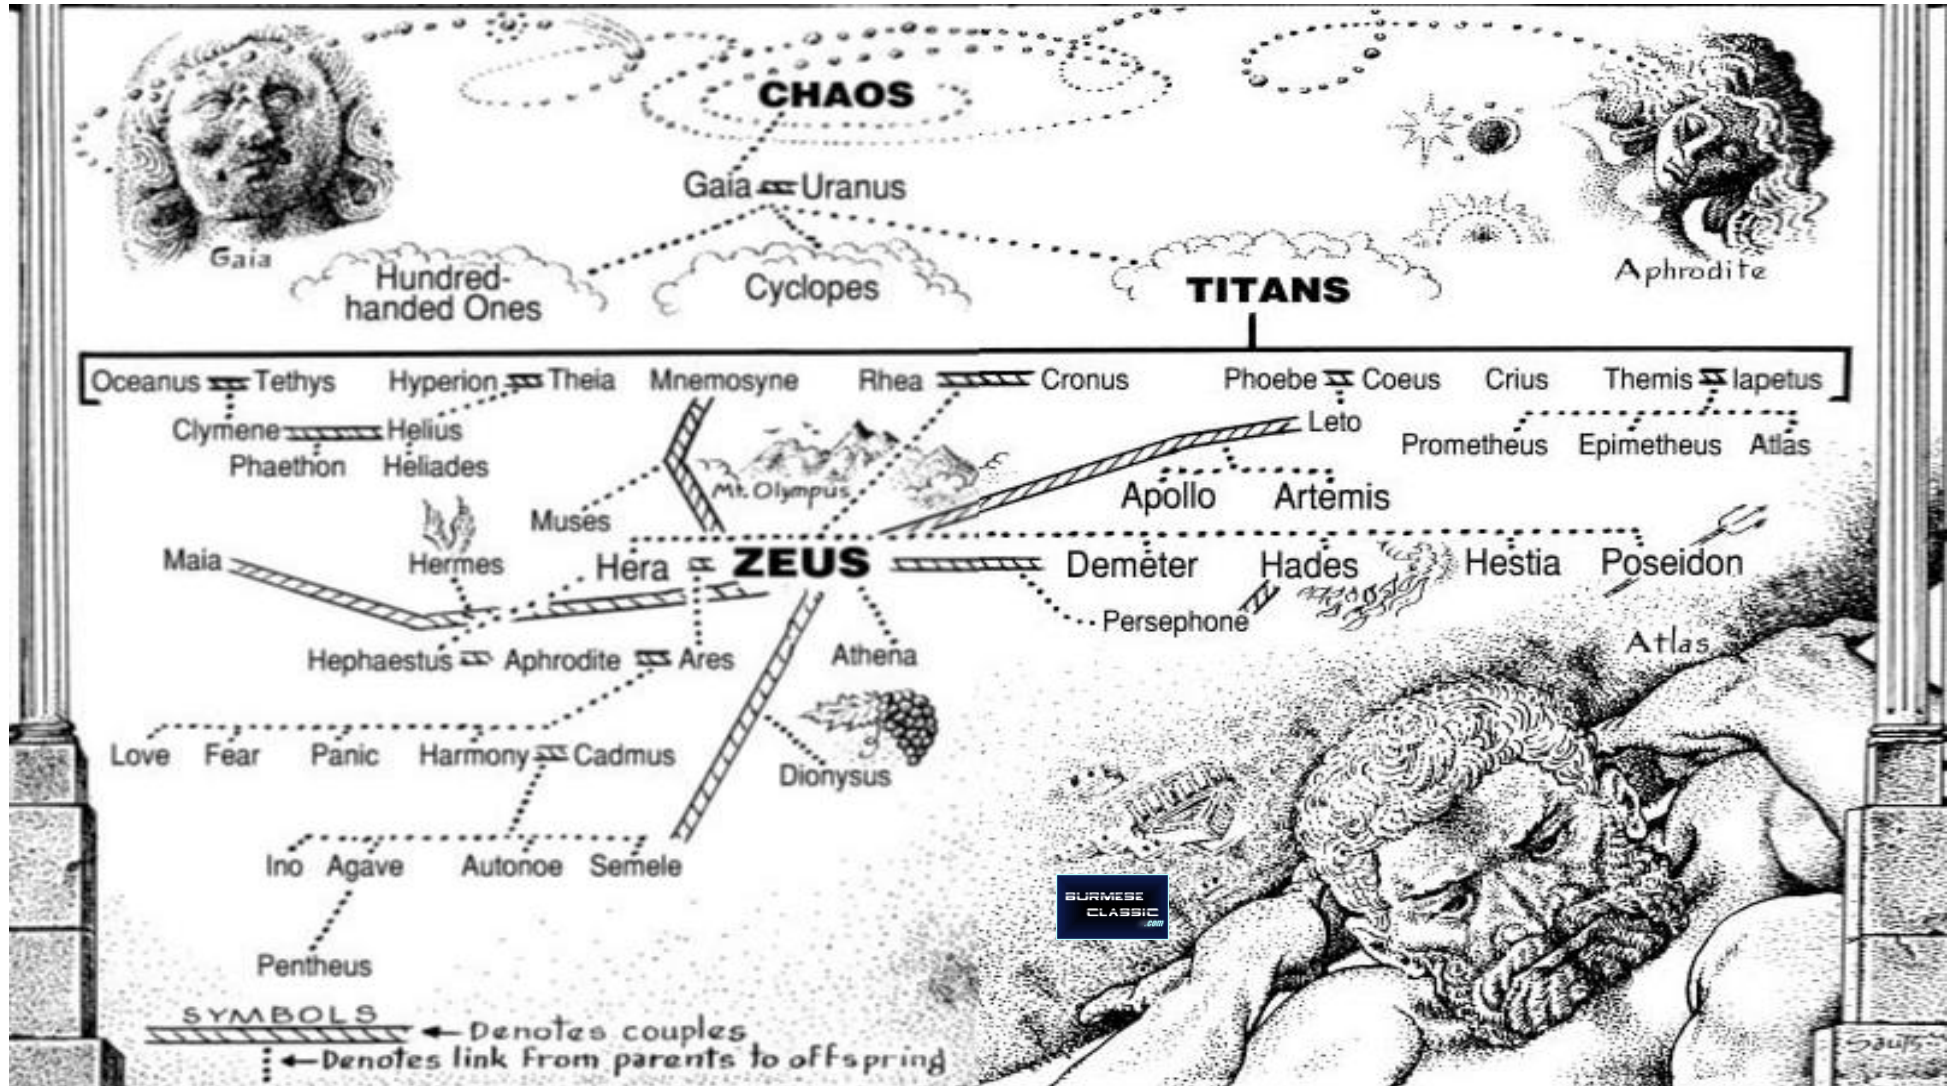 CHAOS
Gaia Uranus
Gaia
Aphrodite
Hundred-
handed Ones
Cyclopes
TITANS
Oceanus Tethys Hyperion Theia Mnemosyne Rhea Cronus Phoebe Coeus Crius Themis Iapetus
Clymene Helius
Leto
Prometheus Epimetheus Atlas
Phaethon Heliades
Mt. Olympus
Apollo Artemis
Muses
Maia Hermes Hera ZEUS Demeter Hades Hestia Poseidon
Persephone
Atlas
Hephaestus Aphrodite Ares Athena
Love Fear Panic Harmony Cadmus
Dionysus
Ino Agave Autonoe Semele
BURMESE
CLASSIC
.com
Pentheus
SYMBOLS
Denotes couples
Denotes link from parents to offspring